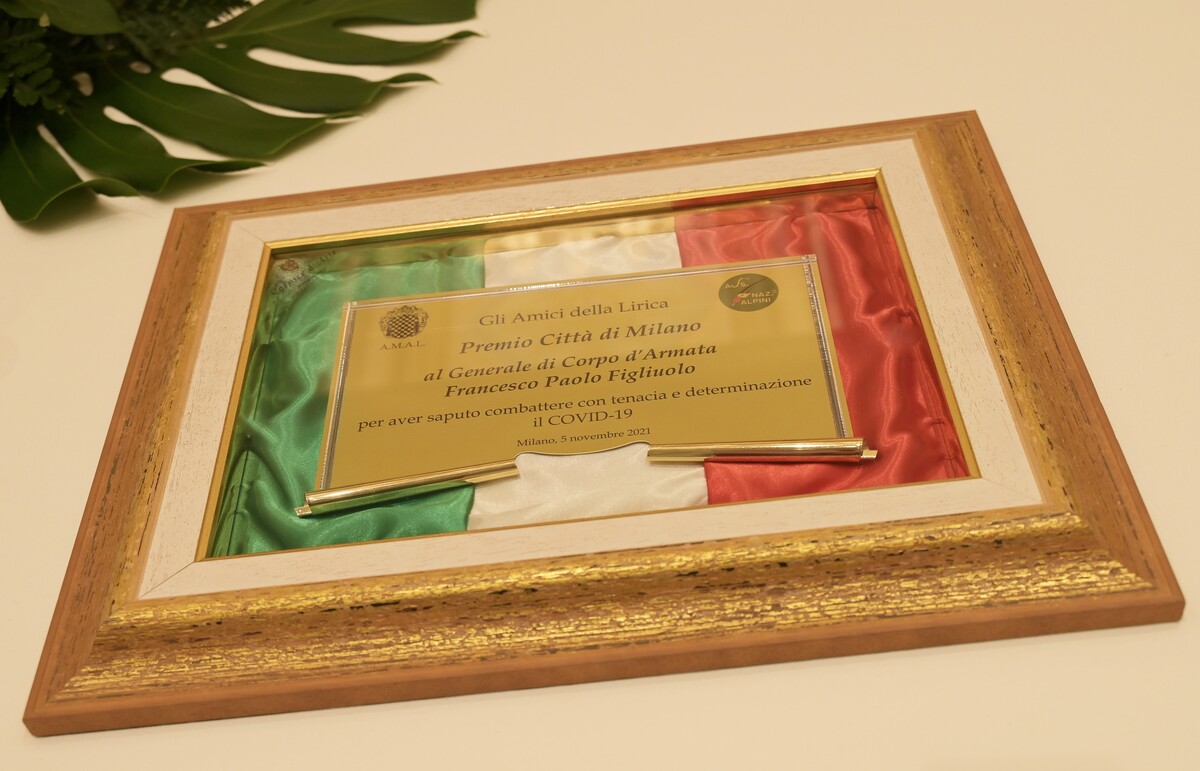 Gli Amici della Lirica
A.M.A.L.
Premio Città di Milano
al Generale di Corpo d'Armata
Francesco Paolo Figliuolo
per aver saputo combattere con tenacia e determinazione
il COVID-19
Milano, 5 novembre 2021
ALPINI